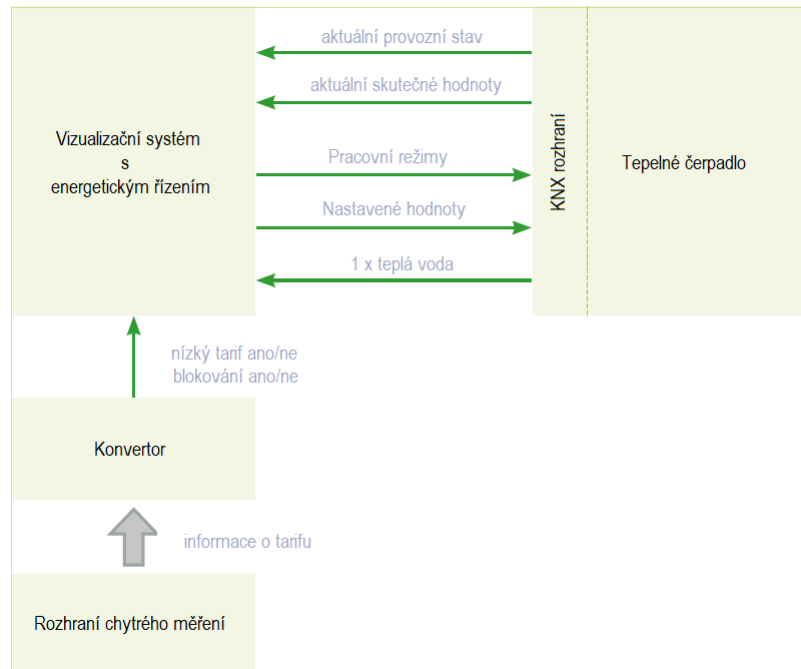 aktuální provozní stav
aktuální skutečné hodnoty
Vizualizační systém
s
energetickým řízením
Pracovní režimy
Nastavené hodnoty
1 x teplá voda
KNX rozhraní
Tepelné čerpadlo
nízký tarif ano/ne
blokování ano/ne
Konvertor
informace o tarifu
Rozhraní chytrého měření